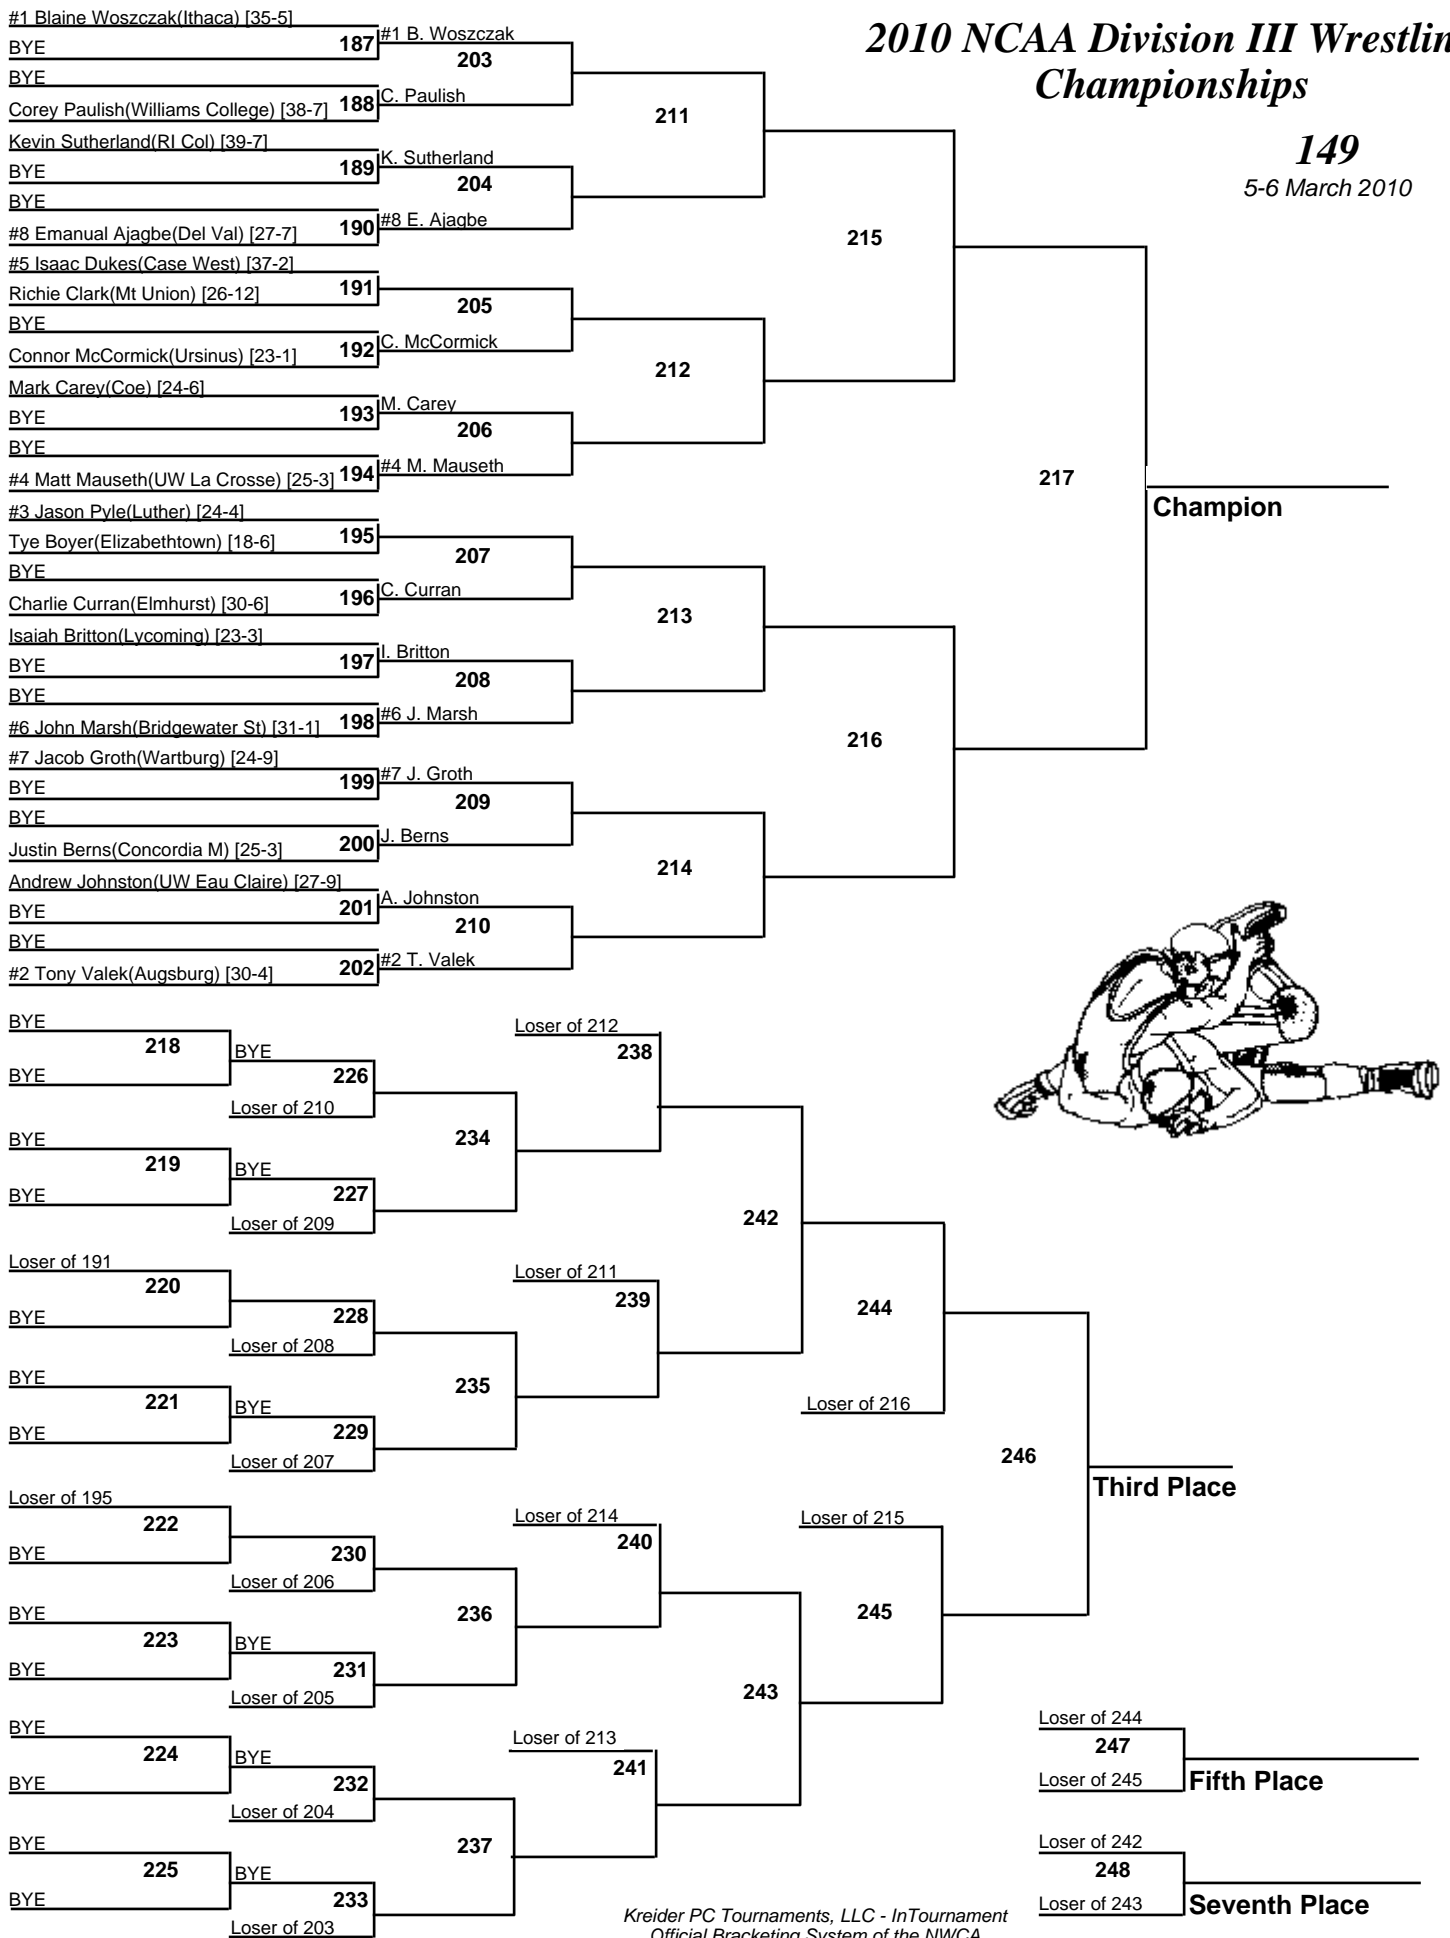 2010 NCAA Division III Wrestlin
Championships
149
5-6 March 2010
#1 Blaine Woszczak(Ithaca) [35-5]
BYE
187
#1 B. Woszczak
203
BYE
Corey Paulish(Williams College) [38-7]
188
C. Paulish
211
Kevin Sutherland(RI Col) [39-7]
BYE
189
K. Sutherland
204
BYE
#8 Emanual Ajagbe(Del Val) [27-7]
190
#8 E. Ajagbe
215
#5 Isaac Dukes(Case West) [37-2]
Richie Clark(Mt Union) [26-12]
191
205
BYE
Connor McCormick(Ursinus) [23-1]
192
C. McCormick
212
Mark Carey(Coe) [24-6]
BYE
193
M. Carey
206
BYE
#4 Matt Mauseth(UW La Crosse) [25-3]
194
#4 M. Mauseth
217
Champion
#3 Jason Pyle(Luther) [24-4]
Tye Boyer(Elizabethtown) [18-6]
195
207
BYE
Charlie Curran(Elmhurst) [30-6]
196
C. Curran
213
Isaiah Britton(Lycoming) [23-3]
BYE
197
I. Britton
208
BYE
#6 John Marsh(Bridgewater St) [31-1]
198
#6 J. Marsh
216
#7 Jacob Groth(Wartburg) [24-9]
BYE
199
#7 J. Groth
209
BYE
Justin Berns(Concordia M) [25-3]
200
J. Berns
214
Andrew Johnston(UW Eau Claire) [27-9]
BYE
201
A. Johnston
210
BYE
#2 Tony Valek(Augsburg) [30-4]
202
#2 T. Valek
BYE
218
BYE
BYE
226
Loser of 210
Loser of 212
238
234
BYE
219
BYE
BYE
227
Loser of 209
242
Loser of 191
220
BYE
228
Loser of 208
Loser of 211
239
244
235
BYE
221
BYE
BYE
229
Loser of 207
Loser of 216
246
Third Place
Loser of 195
222
BYE
230
Loser of 206
Loser of 214
240
Loser of 215
245
236
BYE
223
BYE
BYE
231
Loser of 205
243
BYE
224
BYE
BYE
232
Loser of 204
Loser of 213
241
237
BYE
225
BYE
BYE
233
Loser of 203
Loser of 244
247
Loser of 245
Fifth Place
Loser of 242
248
Loser of 243
Seventh Place
Kreider PC Tournaments, LLC - InTournament
Official Bracketing System of the NWCA